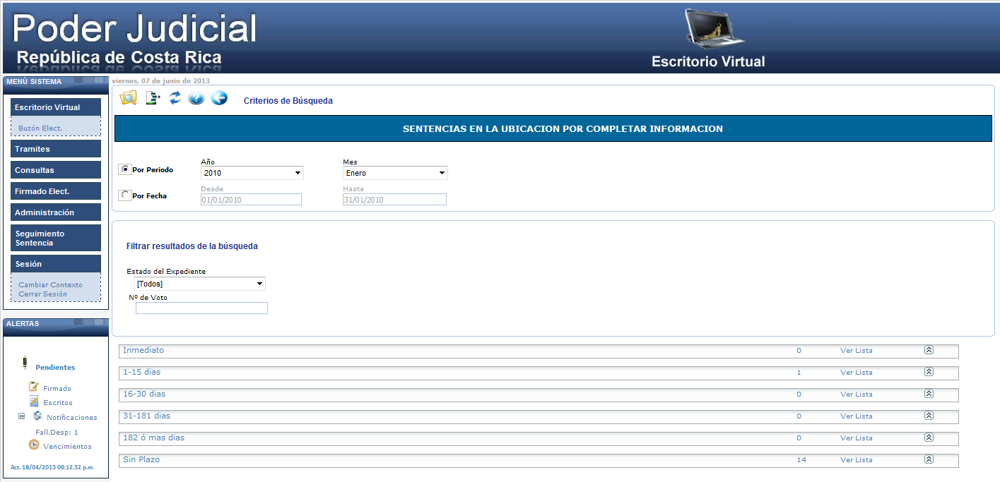 Poder Judicial
República de Costa Rica
Escritorio Virtual
MENÚ SISTEMA
Escritorio Virtual
Buzón Elect.
Tramites
Consultas
Firmado Elect.
Administración
Seguimiento
Sentencia
Sesión
Cambiar Contexto
Cerrar Sesión
ALERTAS
Pendientes
Firmado
Escritos
Notificaciones
Fall.Desp: 1
Vencimientos
Act. 18/04/2013 06:12:32 p.m.
viernes, 07 de junio de 2013
Criterios de Búsqueda
SENTENCIAS EN LA UBICACION POR COMPLETAR INFORMACION
Año Mes
Por Periodo 2010 Enero
Desde Hasta
Por Fecha 01/01/2010 31/01/2010
Filtrar resultados de la búsqueda
Estado del Expediente
[Todos]
Nº de Voto
Inmediato 0 Ver Lista
1-15 dias 1 Ver Lista
16-30 dias 0 Ver Lista
31-181 dias 0 Ver Lista
182 ó mas dias 0 Ver Lista
Sin Plazo 14 Ver Lista